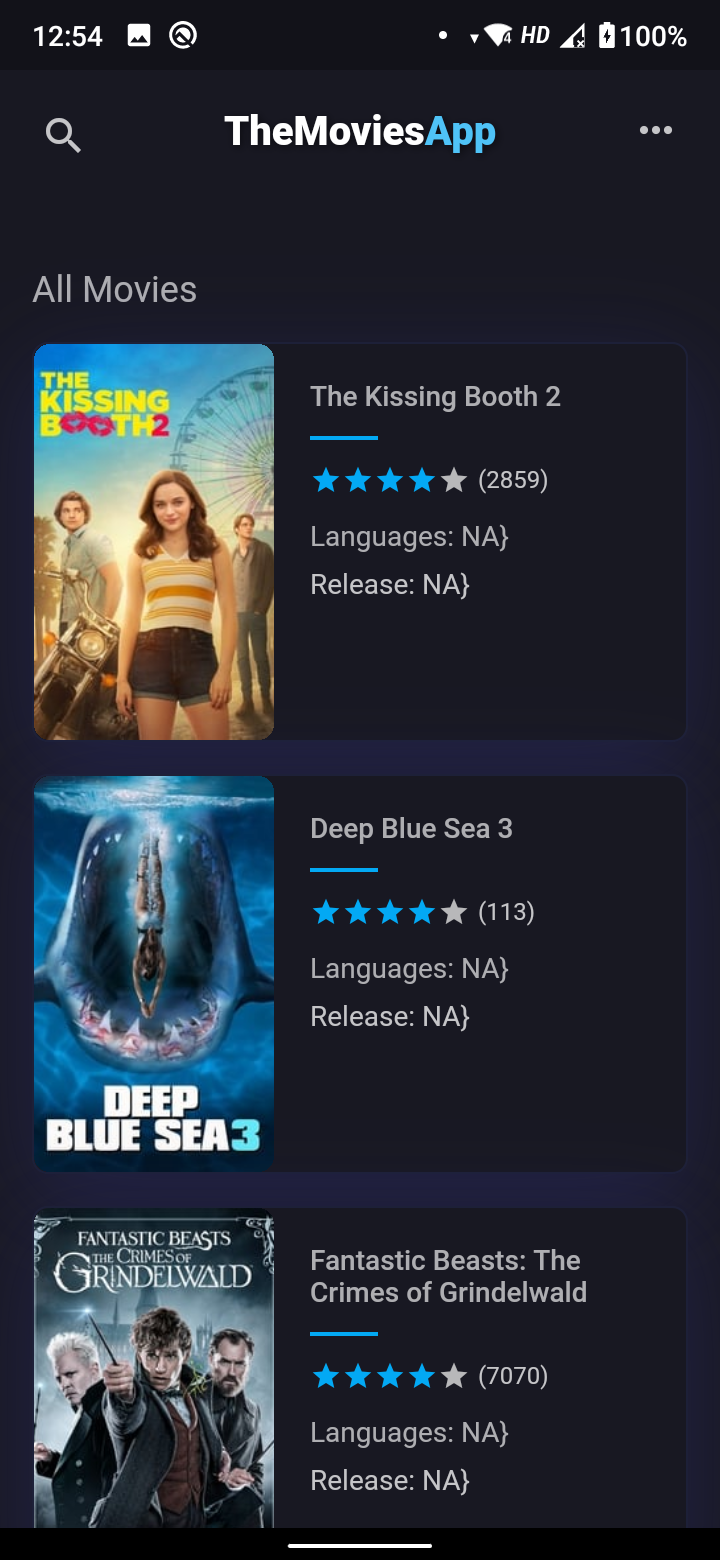 12:54
4 HD 100%
TheMoviesApp
All Movies
THE
KISSING
BOOTH2
The Kissing Booth 2
(2859)
Languages: NA}
Release: NA}
DEEP
BLUE SEA3
Deep Blue Sea 3
(113)
Languages: NA}
Release: NA}
FANTASTIC BEASTS
THE CRIMES OF
GRINDELWALD
Fantastic Beasts: The
Crimes of Grindelwald
(7070)
Languages: NA}
Release: NA}